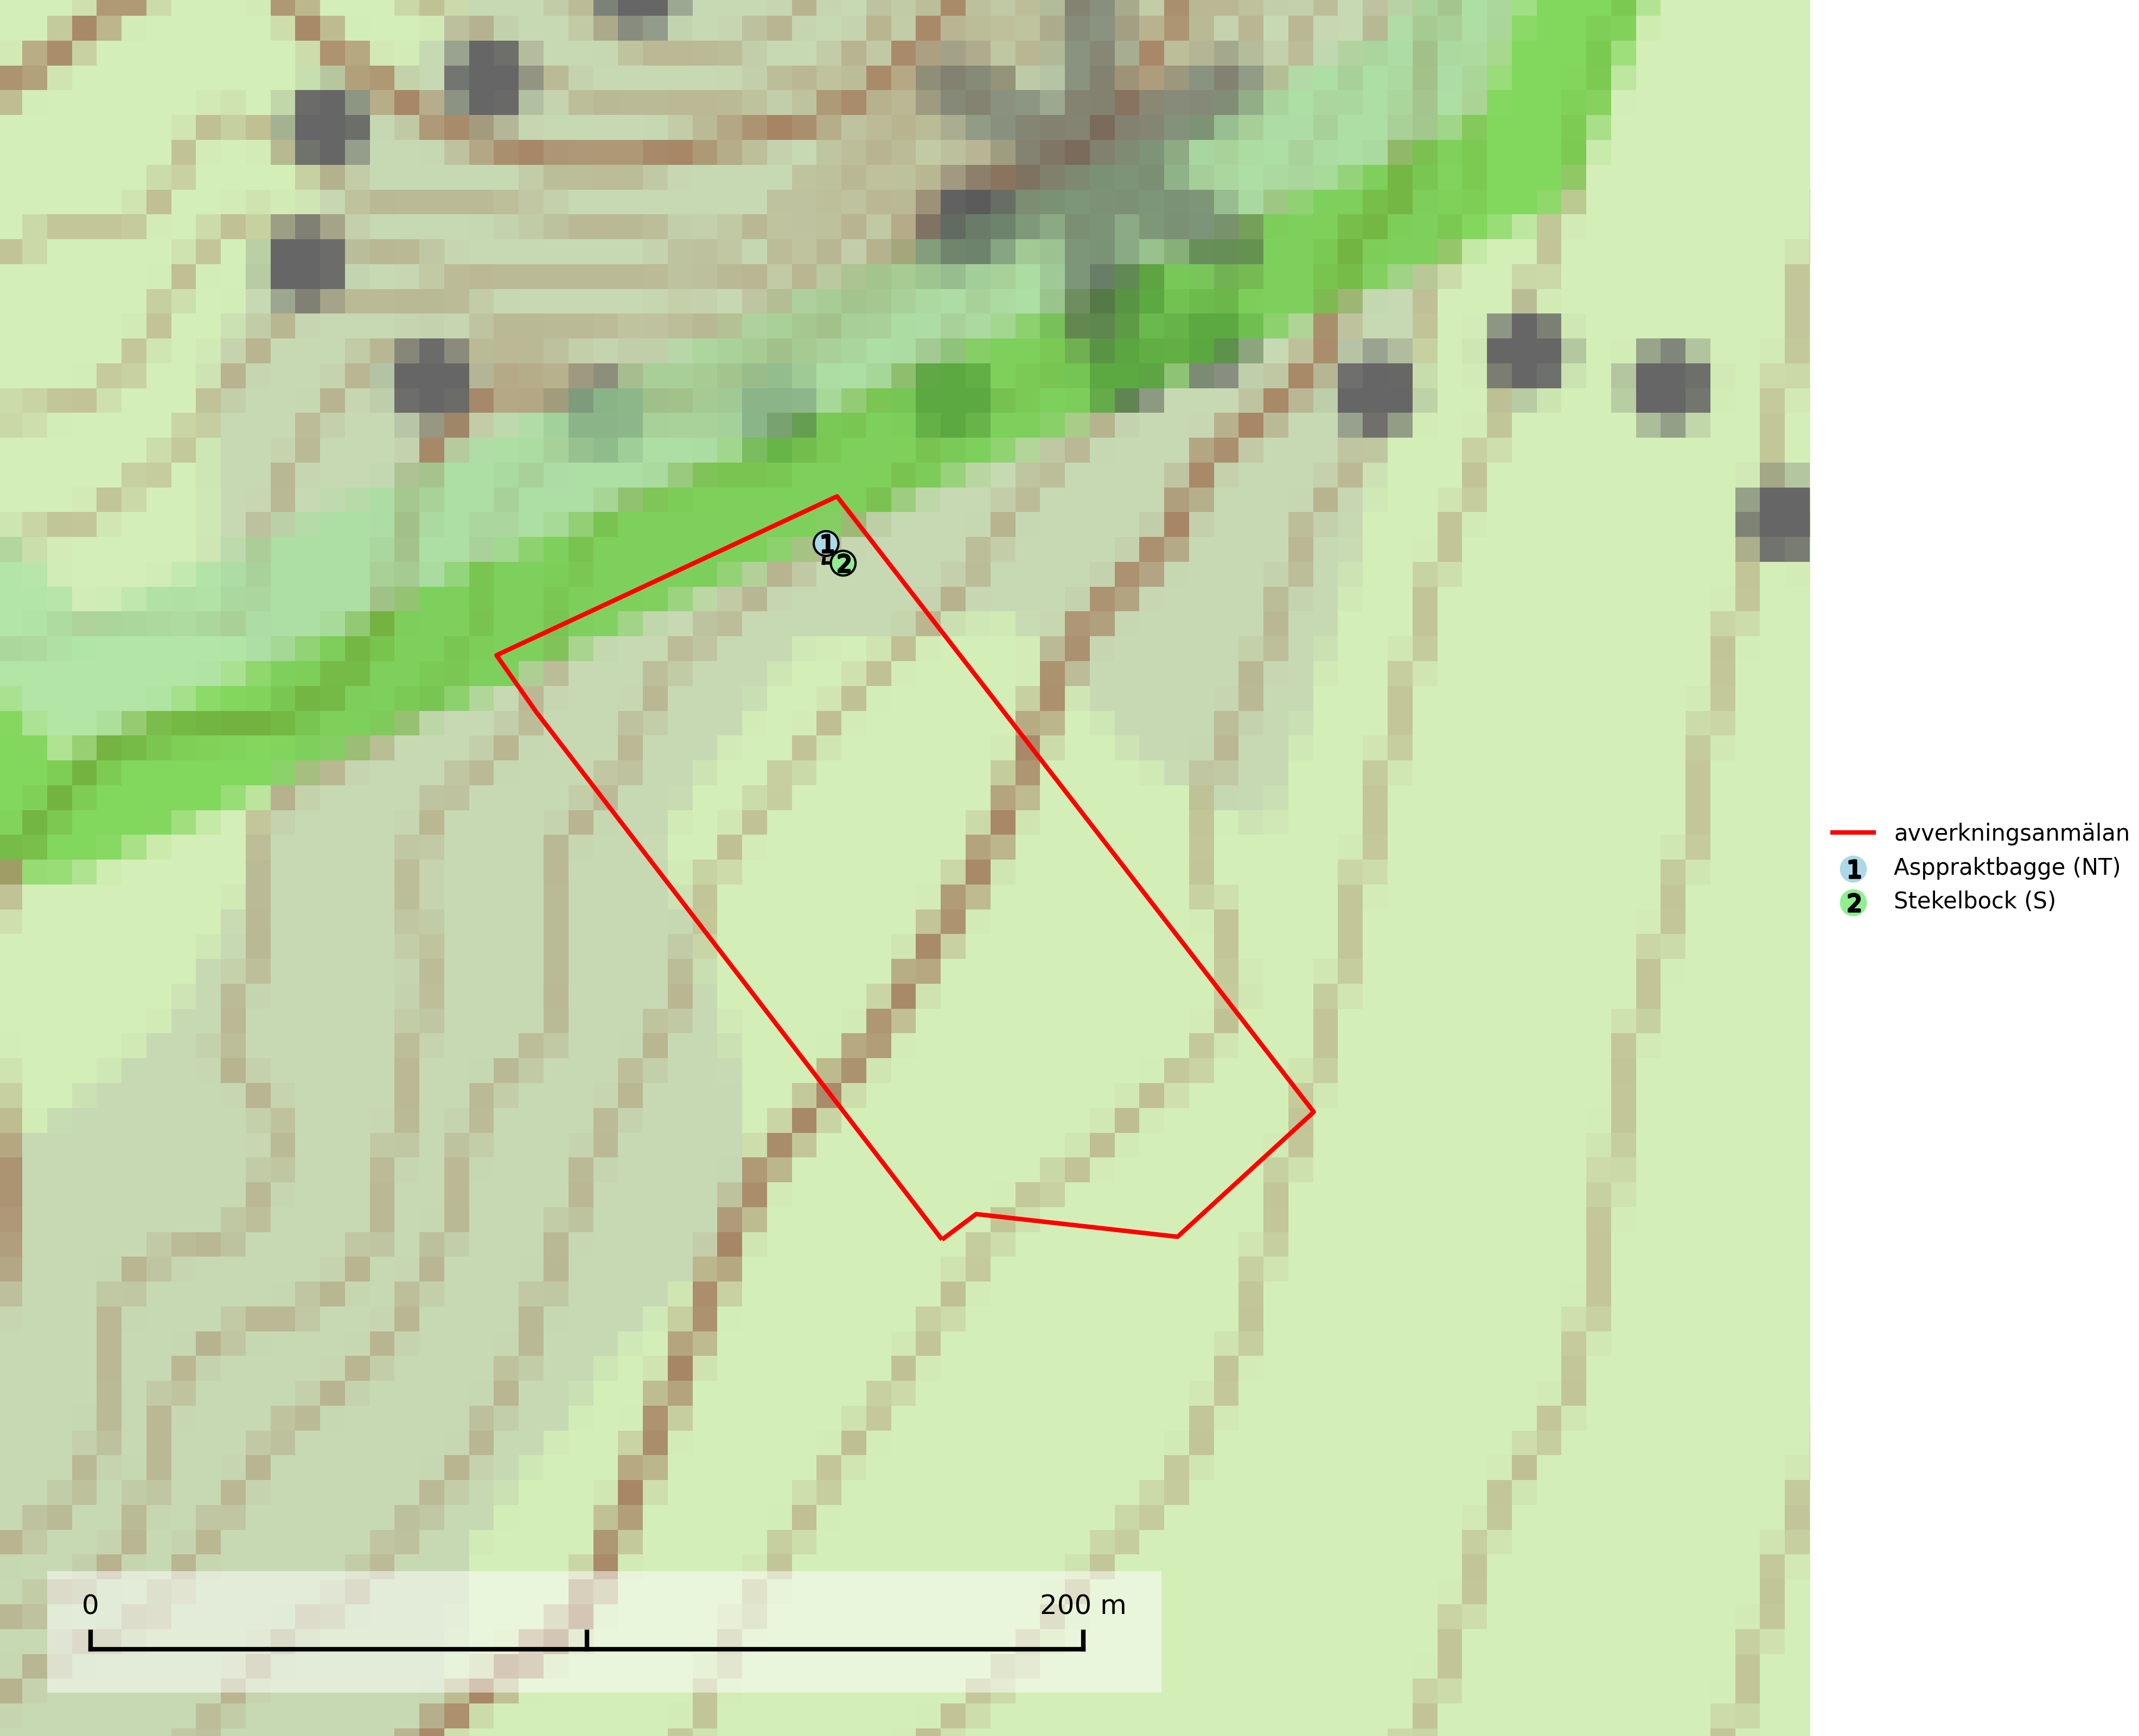 1
2
avverkningsanmälan
1 Asppraktbagge (NT)
2 Stekelbock (S)
0 200 m